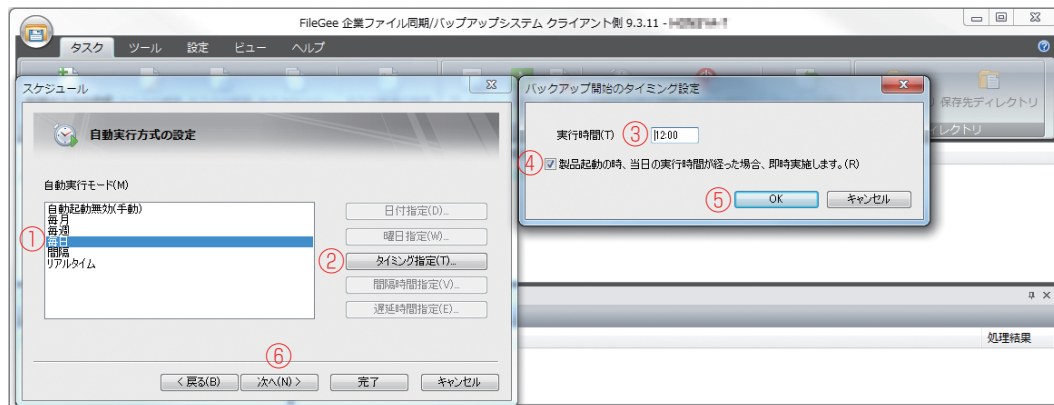 FileGee 企業ファイル同期/バップアップシステム クライアント側 9.3.11 -
タスク ツール 設定 ビュー ヘルプ
スケジュール
自動実行方式の設定
自動実行モード(M)
自動起動無効(手動)
毎月
毎週
① 毎日
間隔
リアルタイム
日付指定(D)...
曜日指定(W)...
② タイミング指定(T)...
間隔時間指定(V)...
遅延時間指定(E)...
⑥
< 戻る(B) 次へ(N) > 完了 キャンセル
バックアップ開始のタイミング設定
実行時間(T) ③ 12:00
④ 製品起動の時、当日の実行時間が経った場合、即時実施します。(R)
⑤ OK キャンセル
保存先ディレクトリ
ィレクトリ
処理結果